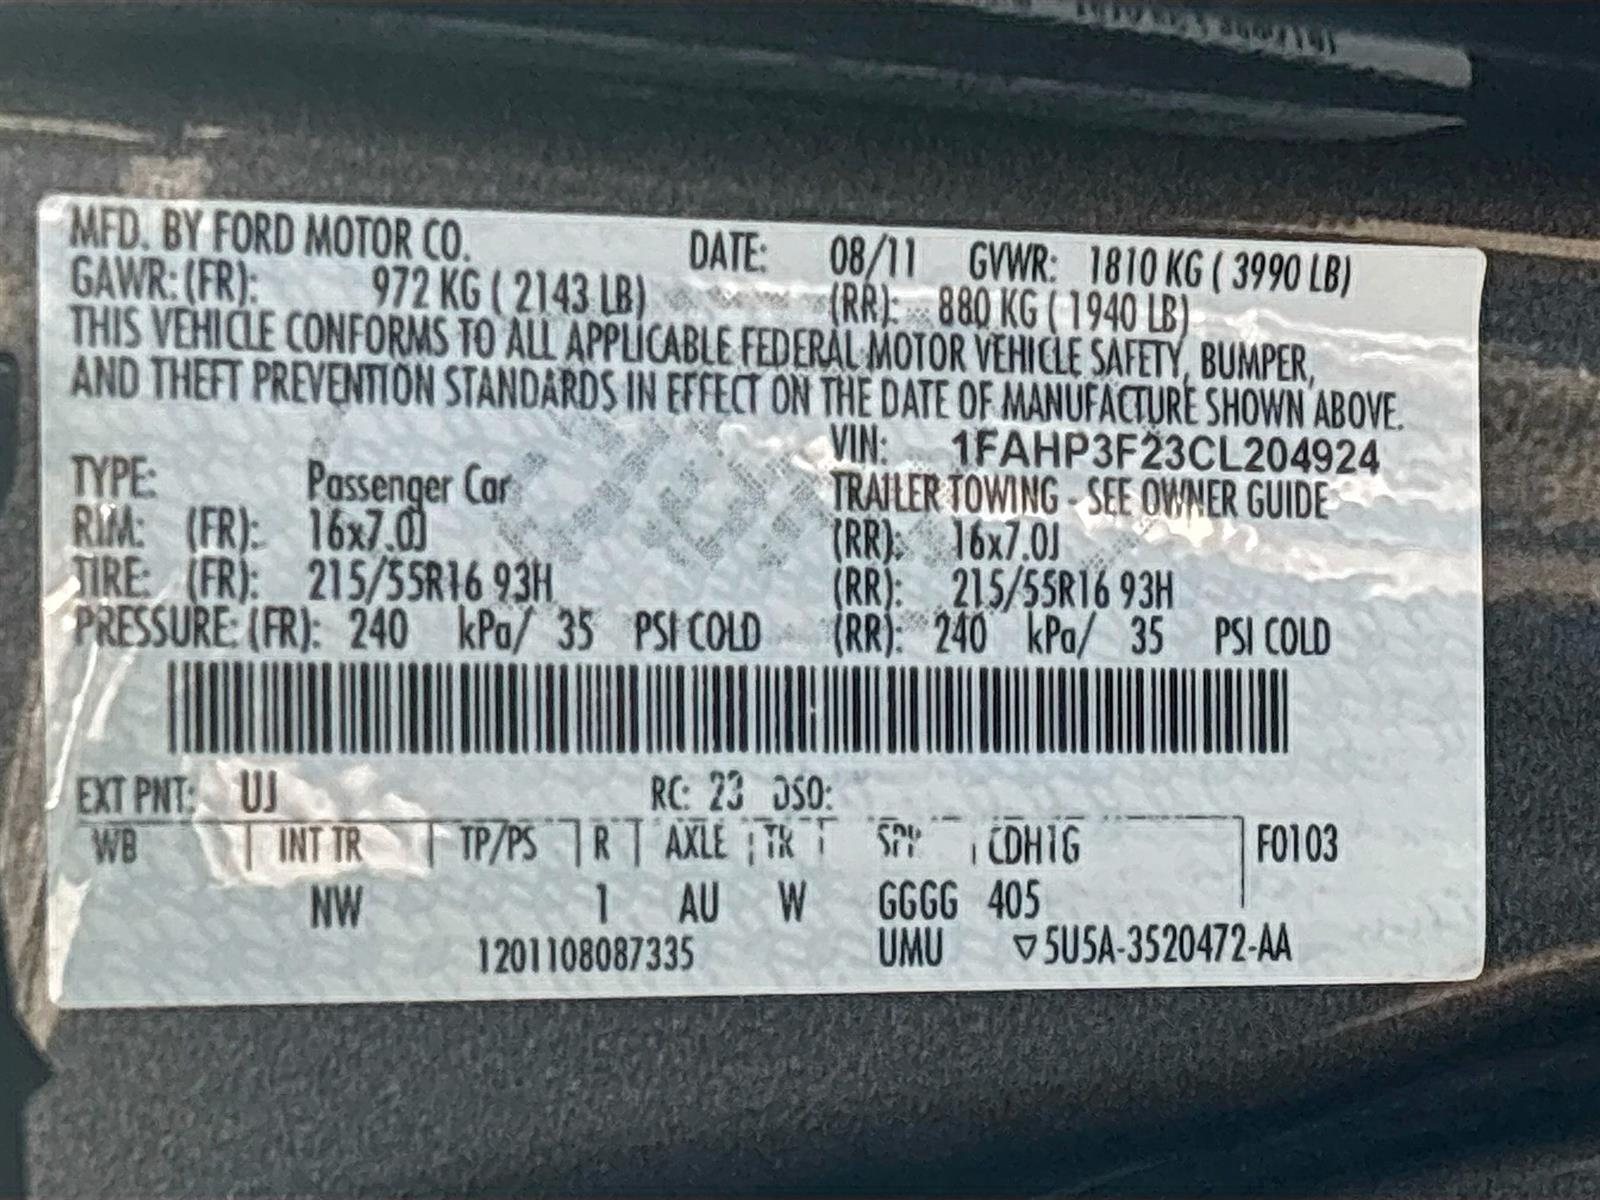 MFD. BY FORD MOTOR CO. DATE: 08/11 GVWR: 1810 KG ( 3990 LB)
GAWR: (FR): 972 KG ( 2143 LB) (RR): 880 KG ( 1940 LB)
THIS VEHICLE CONFORMS TO ALL APPLICABLE FEDERAL MOTOR VEHICLE SAFETY, BUMPER,
AND THEFT PREVENTION STANDARDS IN EFFECT ON THE DATE OF MANUFACTURE SHOWN ABOVE.
VIN: 1FAHP3F23CL204924
TYPE: Passenger Car TRAILER TOWING - SEE OWNER GUIDE
RIM: (FR): 16x7.0J (RR): 16x7.0J
TIRE: (FR): 215/55R16 93H (RR): 215/55R16 93H
PRESSURE: (FR): 240 kPa/ 35 PSI COLD (RR): 240 kPa/ 35 PSI COLD
EXT PNT: UJ RC: 23 DSO:
WB INT TR TP/PS R AXLE TR SPR CDH1G F0103
NW 1 AU W GGGG 405
1201108087335 UMU ▽5U5A-3520472-AA